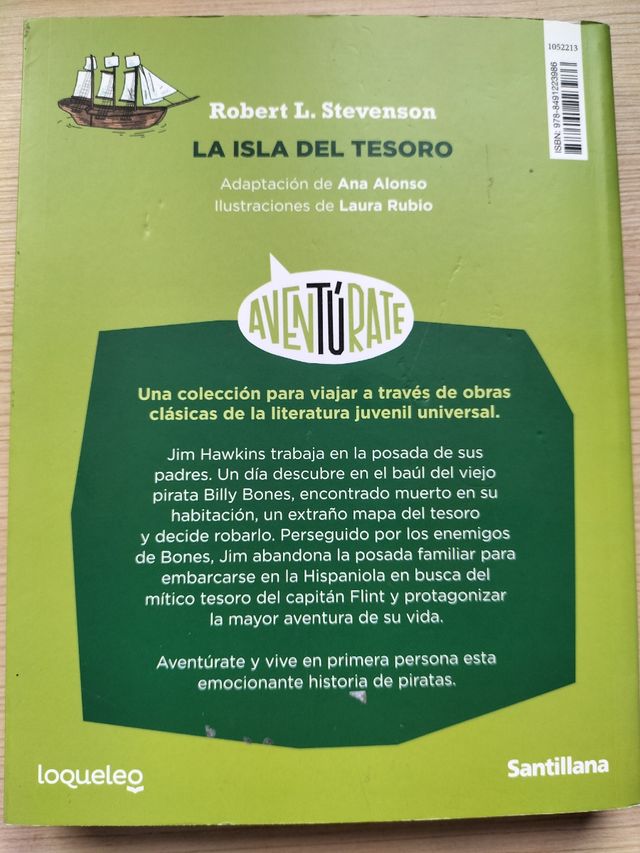 1052213
ISBN: 978-8491223986
Robert L. Stevenson
LA ISLA DEL TESORO
Adaptación de Ana Alonso
Ilustraciones de Laura Rubio
AVENTÚRATE
Una colección para viajar a través de obras
clásicas de la literatura juvenil universal.
Jim Hawkins trabaja en la posada de sus
padres. Un día descubre en el baúl del viejo
pirata Billy Bones, encontrado muerto en su
habitación, un extraño mapa del tesoro
y decide robarlo. Perseguido por los enemigos
de Bones, Jim abandona la posada familiar para
embarcarse en la Hispaniola en busca del
mítico tesoro del capitán Flint y protagonizar
la mayor aventura de su vida.
Aventúrate y vive en primera persona esta
emocionante historia de piratas.
loqueleo
Santillana